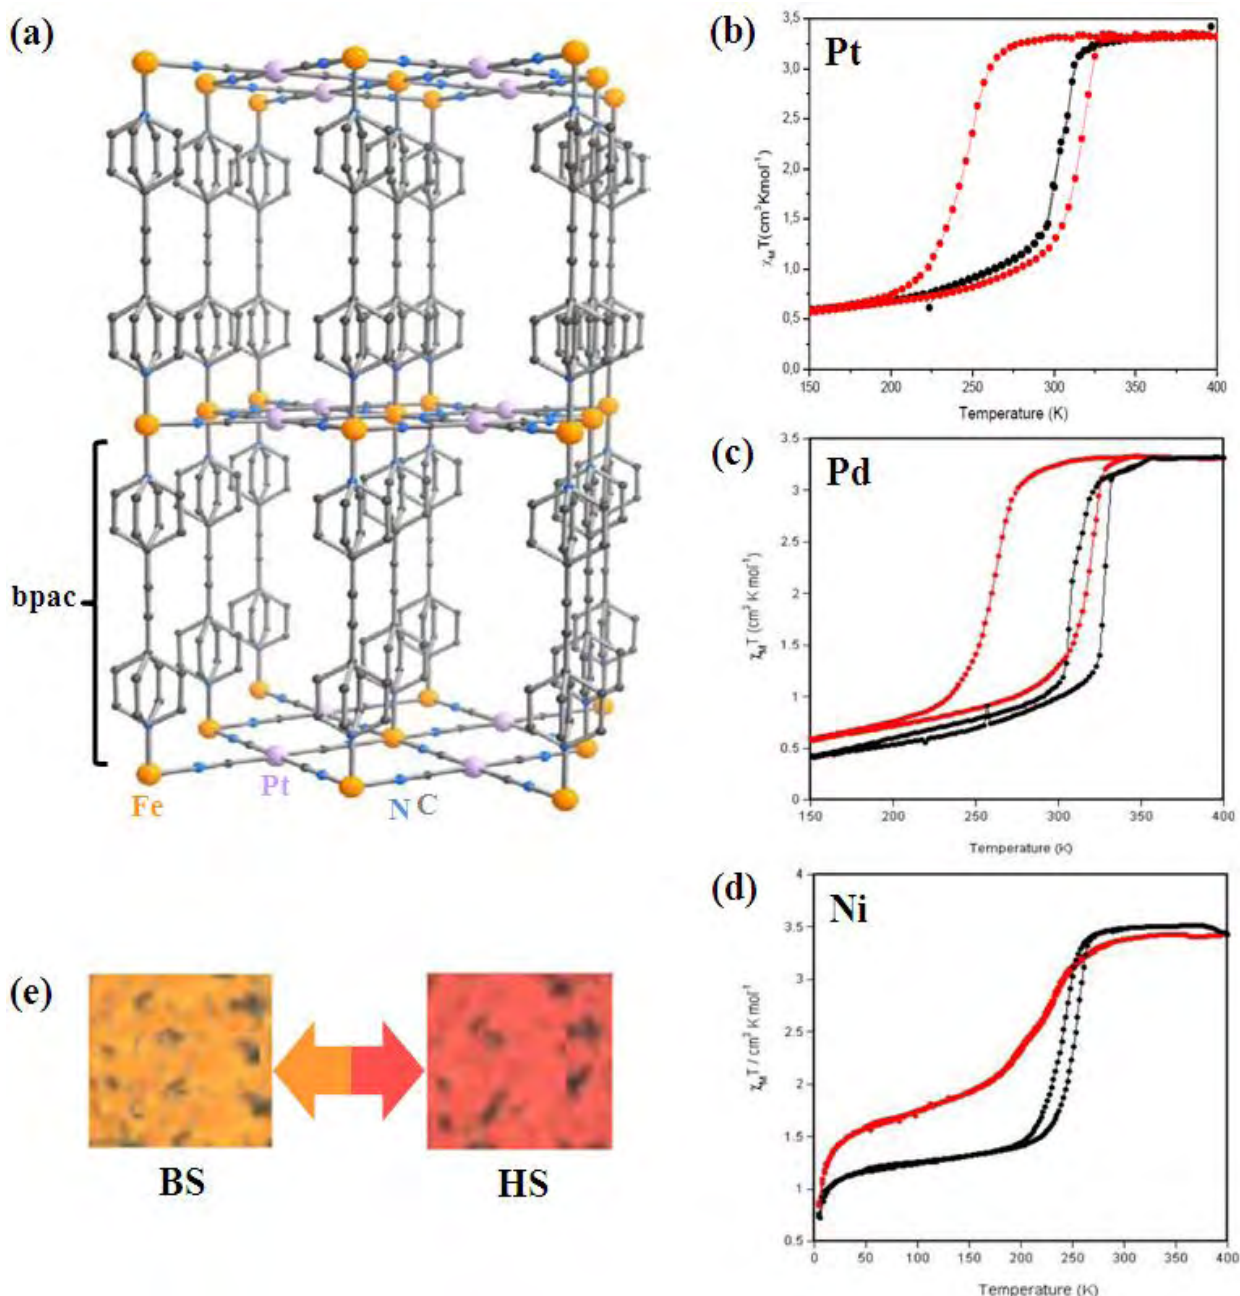 (a)
bpac
Fe
Pt
N C
(b)
Pt
3,5
3,0
2,5
2,0
1,5
1,0
0,5
0,0
χMT(cm³Kmol⁻¹)
150 200 250 300 350 400
Temperature (K)
(c)
Pd
3.5
3
2.5
2
1.5
1
0.5
0
χMT (cm³ K mol⁻¹)
150 200 250 300 350 400
Temperature (K)
(d)
Ni
4
3.5
3
2.5
2
1.5
1
0.5
χMT / cm³ K mol⁻¹
0 50 100 150 200 250 300 350 400
Temperature (K)
(e)
BS
HS